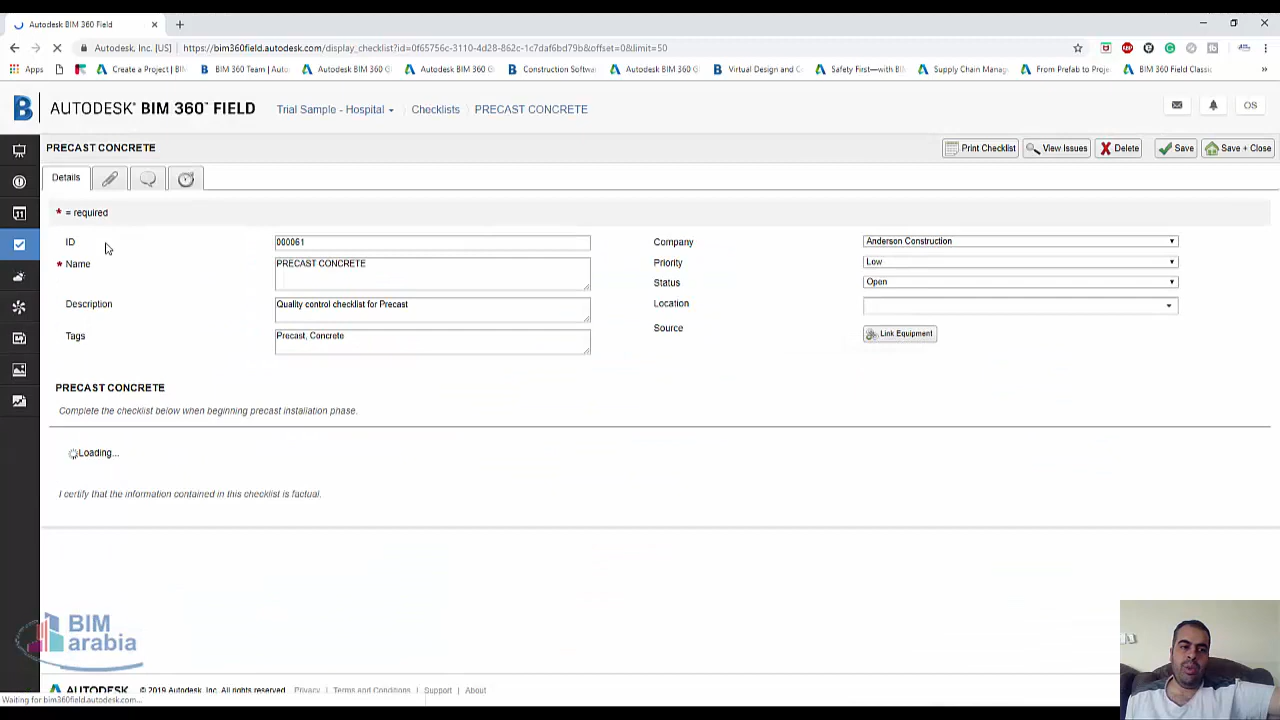 Autodesk BIM 360 Field
Autodesk, Inc. [US] https://bim360field.autodesk.com/display_checklist?id=0f65756c-3110-4d28-862c-1c7daf6bd79b&offset=0&limit=50
Apps Create a Project | BIM BIM 360 Team | Auto Autodesk BIM 360 G Autodesk BIM 360 G Construction Softwa Autodesk BIM 360 G Virtual Design and C Safety First—with BI Supply Chain Manag From Prefab to Proje BIM 360 Field Classic
AUTODESK® BIM 360™ FIELD Trial Sample - Hospital Checklists PRECAST CONCRETE OS
PRECAST CONCRETE Print Checklist View Issues Delete Save Save + Close
Details
* = required
ID 000061 Company Anderson Construction
* Name PRECAST CONCRETE Priority Low
Status Open
Description Quality control checklist for Precast Location
Tags Precast, Concrete Source Link Equipment
PRECAST CONCRETE
Complete the checklist below when beginning precast installation phase.
Loading...
I certify that the information contained in this checklist is factual.
BIM
arabia
AUTODESK © 2019 Autodesk, Inc. All rights reserved Privacy Terms and Conditions Support About
Waiting for bim360field.autodesk.com...